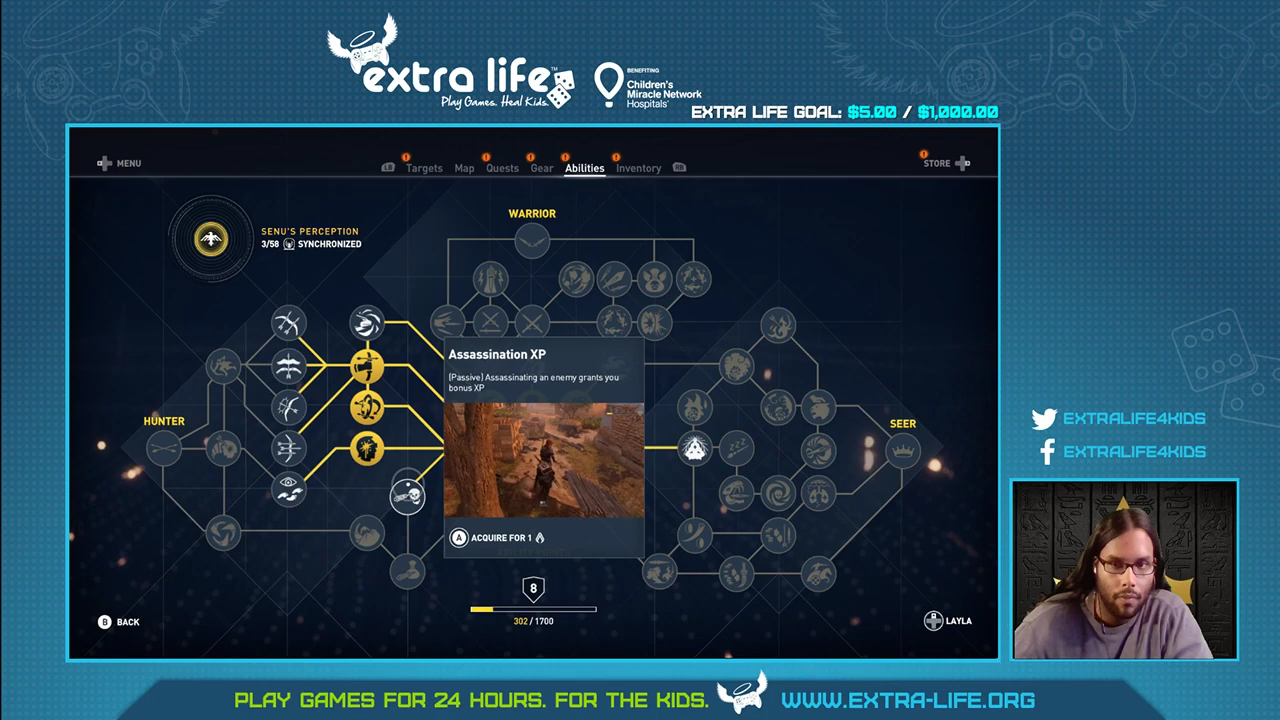 extra life™
Play Games. Heal Kids.
BENEFITING
Children's
Miracle Network
Hospitals®
EXTRA LIFE GOAL: $5.00 / $1,000.00
MENU
LB
Targets
Map
Quests
Gear
Abilities
Inventory
RB
STORE
SENU'S PERCEPTION
3/58 SYNCHRONIZED
WARRIOR
HUNTER
SEER
Assassination XP
[Passive] Assassinating an enemy grants you
bonus XP
A ACQUIRE FOR 1
8
302 / 1700
B BACK
LAYLA
EXTRALIFE4KIDS
EXTRALIFE4KIDS
PLAY GAMES FOR 24 HOURS. FOR THE KIDS.
WWW.EXTRA-LIFE.ORG